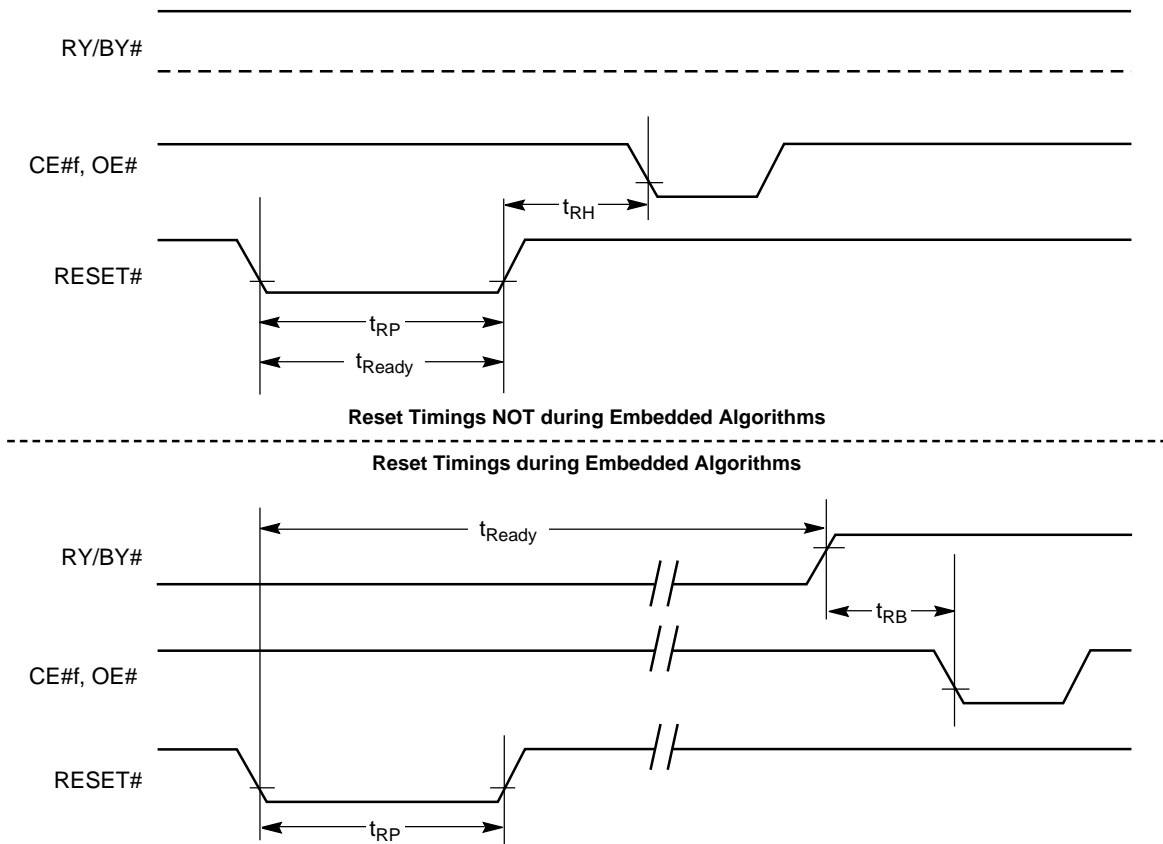 RY/BY#
CE#f, OE#
tRH
RESET#
tRP
tReady
Reset Timings NOT during Embedded Algorithms
Reset Timings during Embedded Algorithms
tReady
RY/BY#
tRB
CE#f, OE#
RESET#
tRP